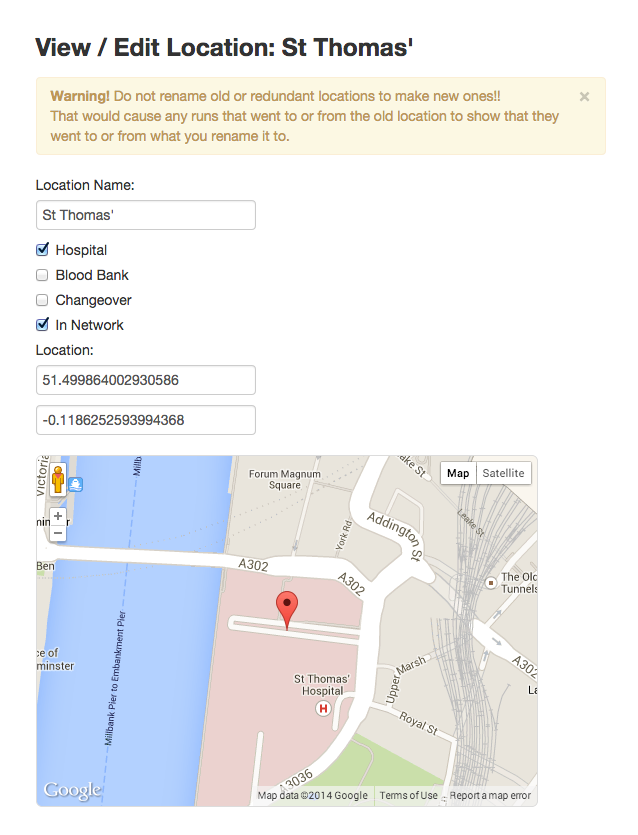 View / Edit Location: St Thomas'
Warning! Do not rename old or redundant locations to make new ones!!
×
That would cause any runs that went to or from the old location to show that they
went to or from what you rename it to.
Location Name:
St Thomas'
Hospital
Blood Bank
Changeover
In Network
Location:
51.499864002930586
-0.1186252593994368
Map
Satellite
Victoria
Millb
Forum Magnum
Square
ake St
Leake St
York Rd
Addington St
miner
+
−
Ben
A302
A302
The Old
Tunnels
ce of
minster
Millbank Pier to Embankment Pier
St Thomas'
Hospital
H
Upper Marsh
A302
La
Royal St
A3036
Google
Map data ©2014 Google
Terms of Use
Report a map error